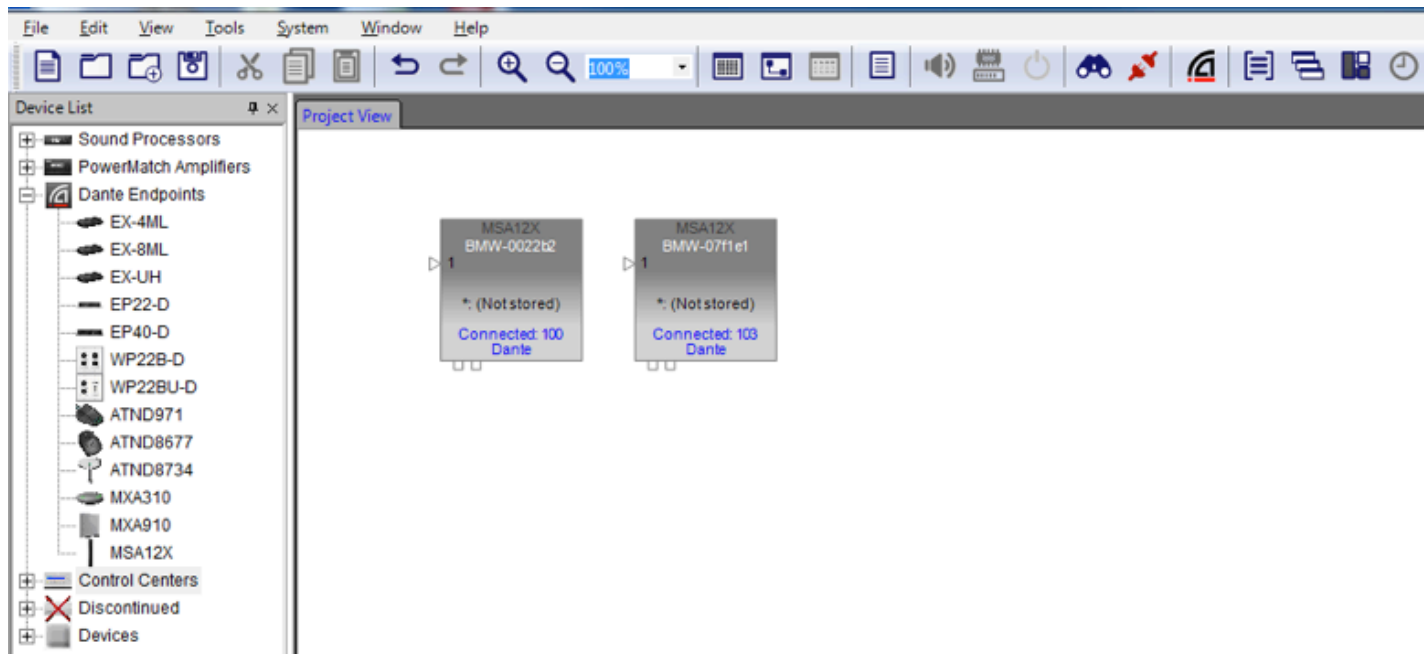 File Edit View Tools System Window Help
100%
Device List
Project View
Sound Processors
PowerMatch Amplifiers
Dante Endpoints
EX-4ML
EX-8ML
EX-UH
EP22-D
EP40-D
WP22B-D
WP22BU-D
ATND971
ATND8677
ATND8734
MXA310
MXA910
MSA12X
Control Centers
Discontinued
Devices
MSA12X
BMW-0022b2
1
*: (Not stored)
Connected: 100
Dante
MSA12X
BMW-07f1e1
1
*: (Not stored)
Connected: 103
Dante